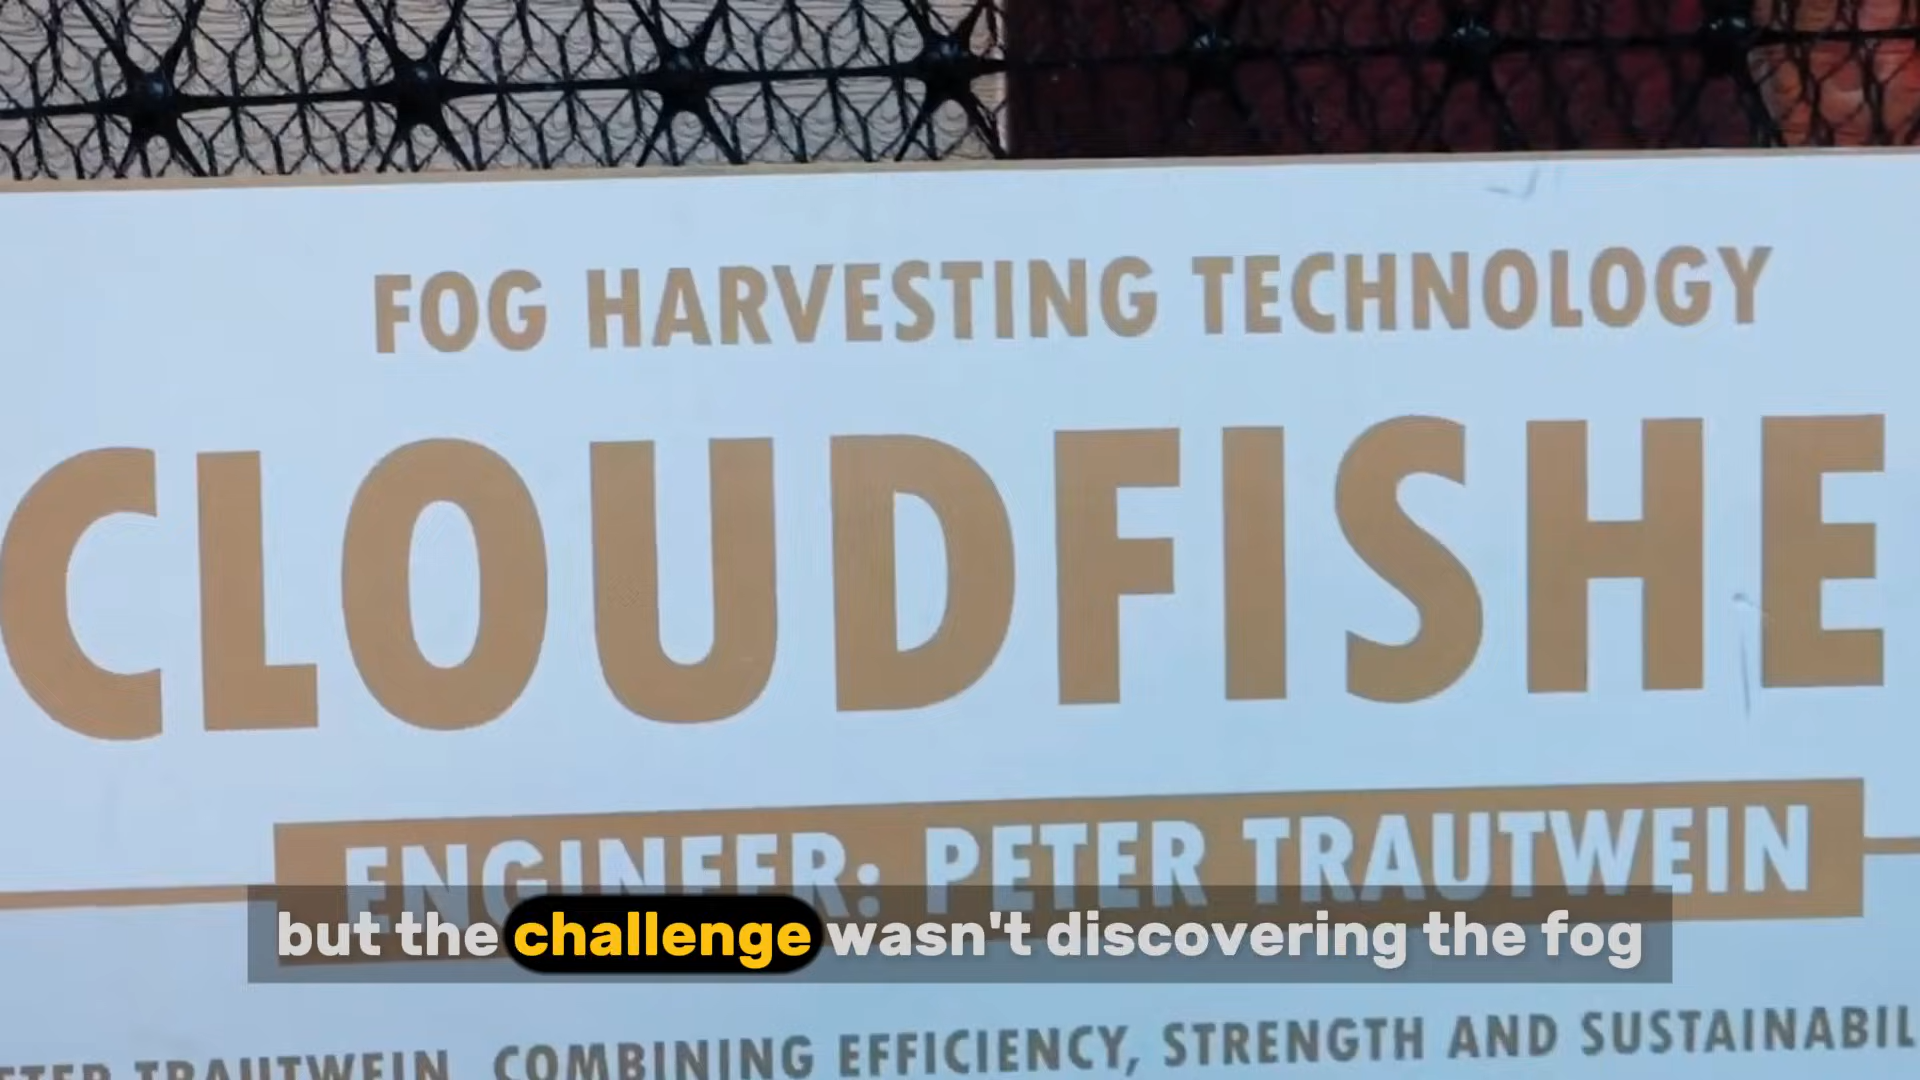 FOG HARVESTING TECHNOLOGY
CLOUDFISHE
ENGINEER: PETER TRAUTWEIN
but the challenge wasn't discovering the fog
TRAUTWEIN, COMBINING EFFICIENCY, STRENGTH AND SUSTAINABIL